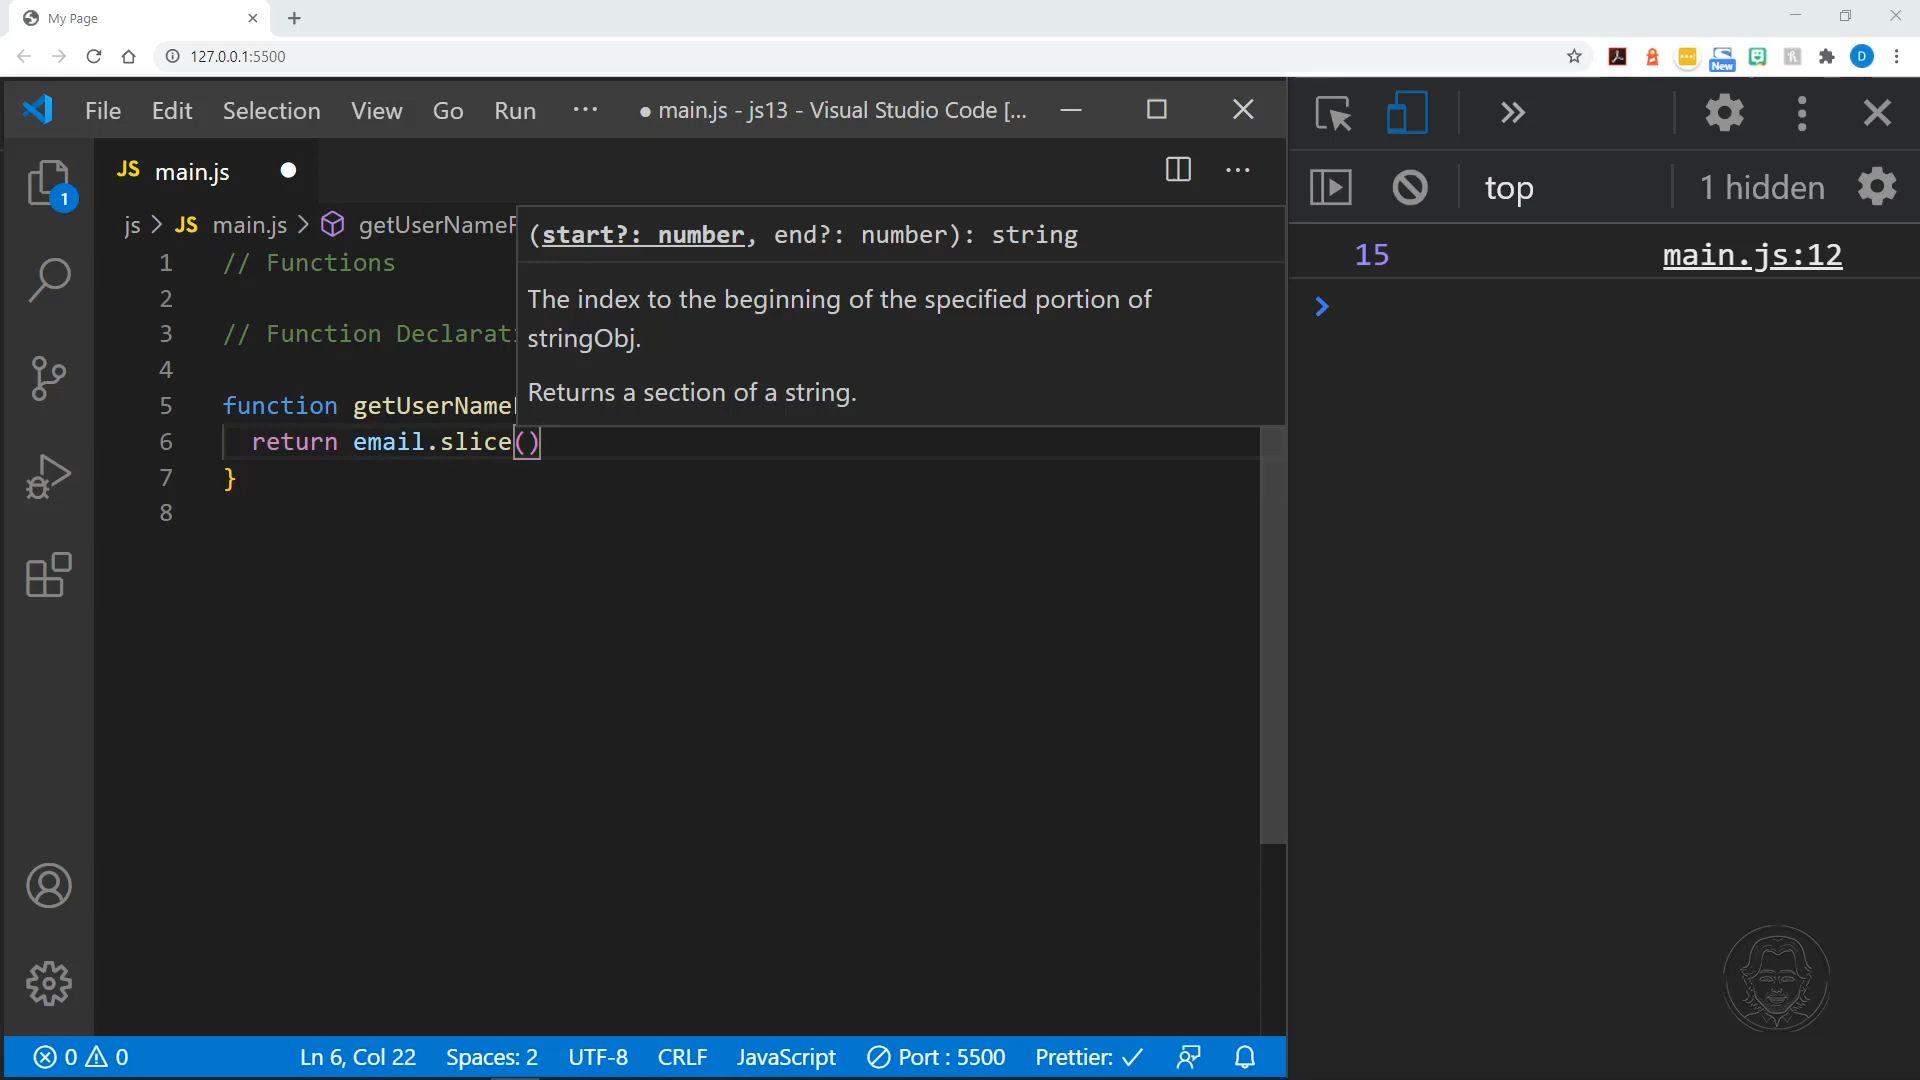 My Page
127.0.0.1:5500
New
D
File Edit Selection View Go Run ··· ● main.js - js13 - Visual Studio Code [...
top 1 hidden
1
JS main.js
js > JS main.js > getUserNameF
(start?: number, end?: number): string
15 main.js:12
The index to the beginning of the specified portion of
stringObj.
Returns a section of a string.
1 // Functions
2
3 // Function Declarati
4
5 function getUserName
6 return email.slice()
7 }
8
0 0 Ln 6, Col 22 Spaces: 2 UTF-8 CRLF JavaScript Port : 5500 Prettier: ✓